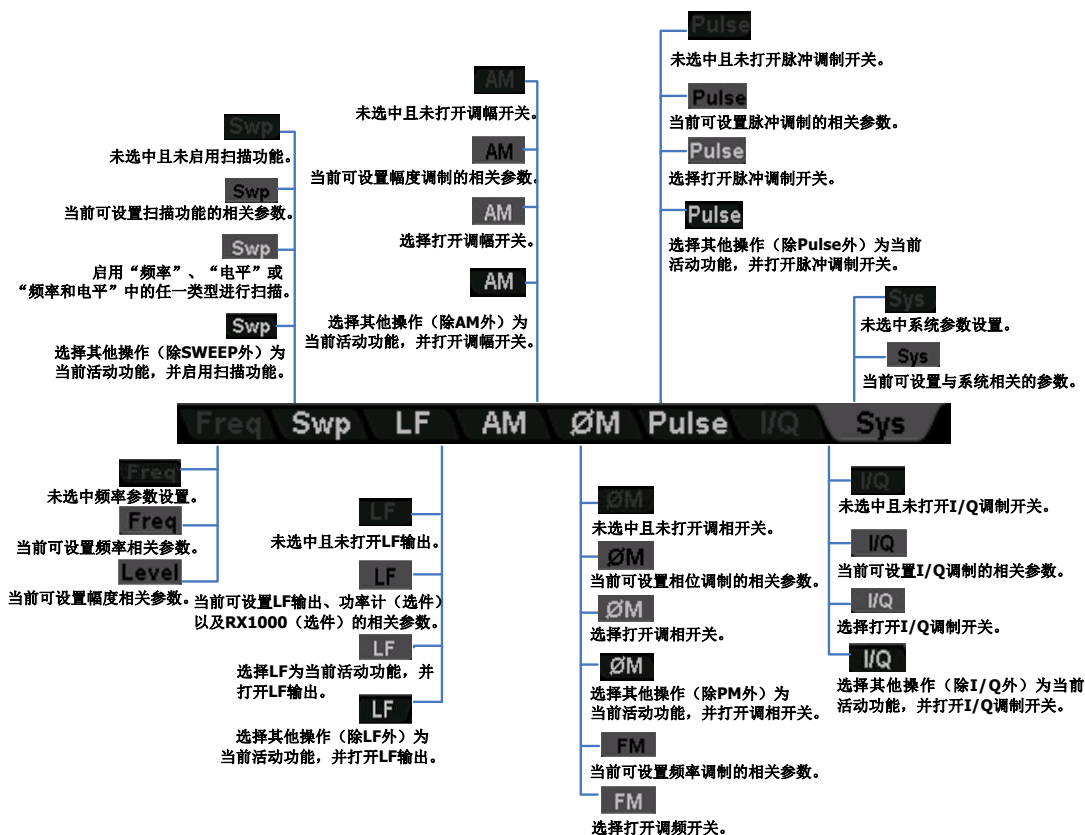 Swp
未选中且未启用扫描功能。
Swp
当前可设置扫描功能的相关参数。
Swp
启用“频率”、“电平”或
“频率和电平”中的任一类型进行扫描。
Swp
选择其他操作（除SWEEP外）为
当前活动功能，并启用扫描功能。
AM
未选中且未打开调幅开关。
AM
当前可设置幅度调制的相关参数。
AM
选择打开调幅开关。
AM
选择其他操作（除AM外）为
当前活动功能，并打开调幅开关。
Pulse
未选中且未打开脉冲调制开关。
Pulse
当前可设置脉冲调制的相关参数。
Pulse
选择打开脉冲调制开关。
Pulse
选择其他操作（除Pulse外）为当前
活动功能，并打开脉冲调制开关。
Sys
未选中系统参数设置。
Sys
当前可设置与系统相关的参数。
Freq Swp LF AM ØM Pulse I/Q Sys
Freq
未选中频率参数设置。
Freq
当前可设置频率相关参数。
Level
当前可设置幅度相关参数。
LF
未选中且未打开LF输出。
LF
当前可设置LF输出、功率计（选件）
以及RX1000（选件）的相关参数。
LF
选择LF为当前活动功能，并
打开LF输出。
LF
选择其他操作（除LF外）为
当前活动功能，并打开LF输出。
ØM
未选中且未打开调相开关。
ØM
当前可设置相位调制的相关参数。
ØM
选择打开调相开关。
ØM
选择其他操作（除PM外）为
当前活动功能，并打开调相开关。
FM
当前可设置频率调制的相关参数。
FM
选择打开调频开关。
I/Q
未选中且未打开I/Q调制开关。
I/Q
当前可设置I/Q调制的相关参数。
I/Q
选择打开I/Q调制开关。
I/Q
选择其他操作（除I/Q外）为当前
活动功能，并打开I/Q调制开关。